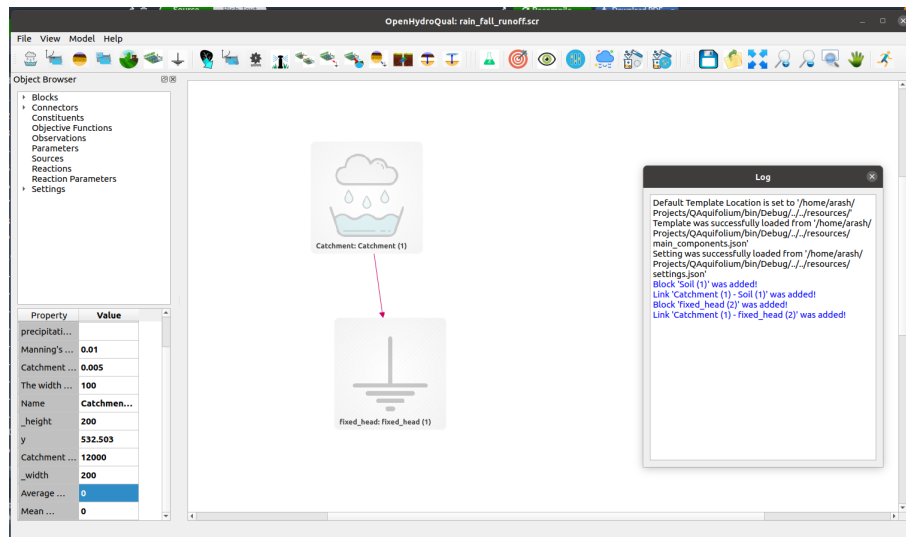 OpenHydroQual: rain_fall_runoff.scr
File View Model Help
Object Browser
Blocks
Connectors
Constituents
Objective Functions
Observations
Parameters
Sources
Reactions
Reaction Parameters
Settings
Property Value
precipitati...
Manning's ... 0.01
Catchment ... 0.005
The width ... 100
Name Catchmen...
_height 200
y 532.503
Catchment ... 12000
_width 200
Average ... 0
Mean ... 0
Catchment: Catchment (1)
fixed_head: fixed_head (1)
Log
Default Template Location is set to '/home/arash/
Projects/QAquifolium/bin/Debug/../../resources/'
Template was successfully loaded from '/home/arash/
Projects/QAquifolium/bin/Debug/../../resources/
main_components.json'
Setting was successfully loaded from '/home/arash/
Projects/QAquifolium/bin/Debug/../../resources/
settings.json'
Block 'Soil (1)' was added!
Link 'Catchment (1) - Soil (1)' was added!
Block 'fixed_head (2)' was added!
Link 'Catchment (1) - fixed_head (2)' was added!